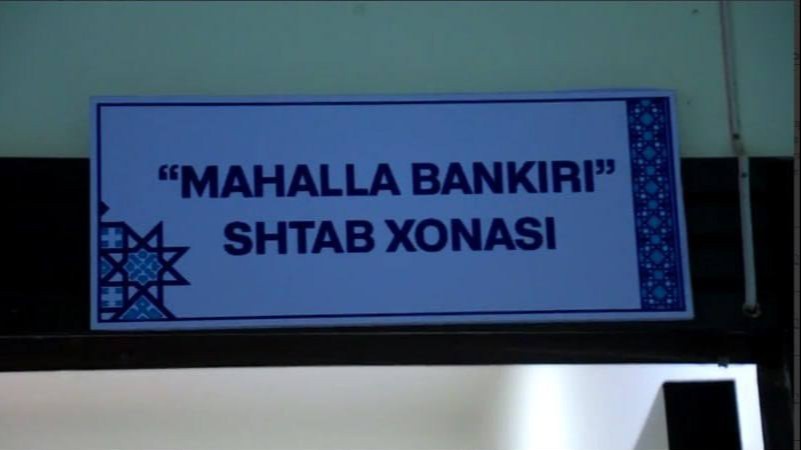 “MAHALLA BANKIRI”
SHTAB XONASI